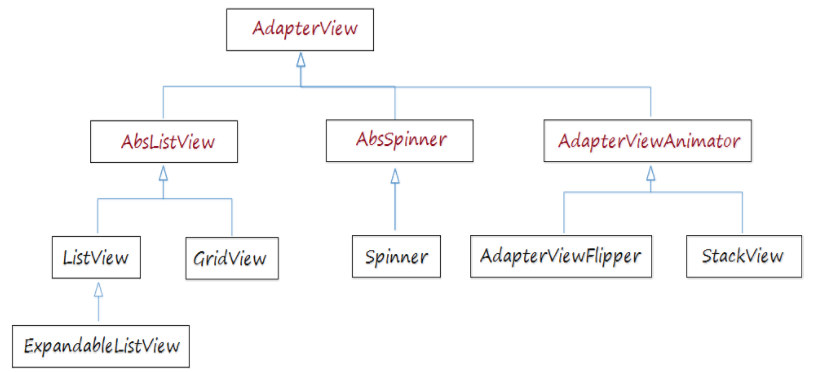 AdapterView
AbsListView
AbsSpinner
AdapterViewAnimator
ListView
GridView
Spinner
AdapterViewFlipper
StackView
ExpandableListView